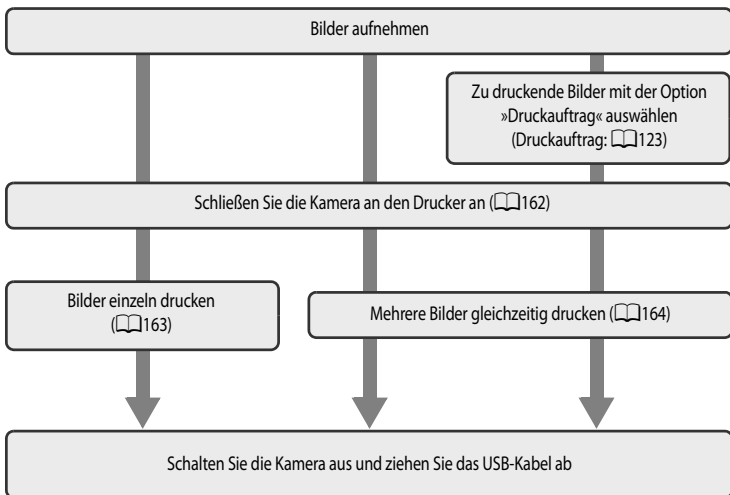 Bilder aufnehmen
Zu druckende Bilder mit der Option
»Druckauftrag« auswählen
(Druckauftrag: 123)
Schließen Sie die Kamera an den Drucker an (162)
Bilder einzeln drucken
(163)
Mehrere Bilder gleichzeitig drucken (164)
Schalten Sie die Kamera aus und ziehen Sie das USB-Kabel ab